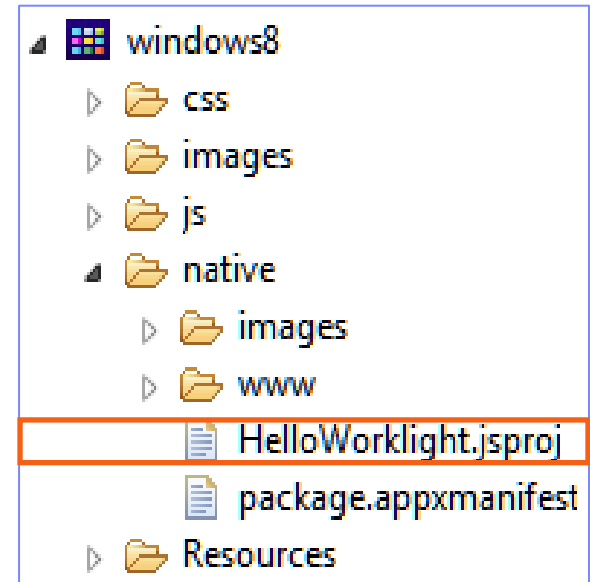 windows8
css
images
js
native
images
www
HelloWorklight.jsproj
package.appxmanifest
Resources